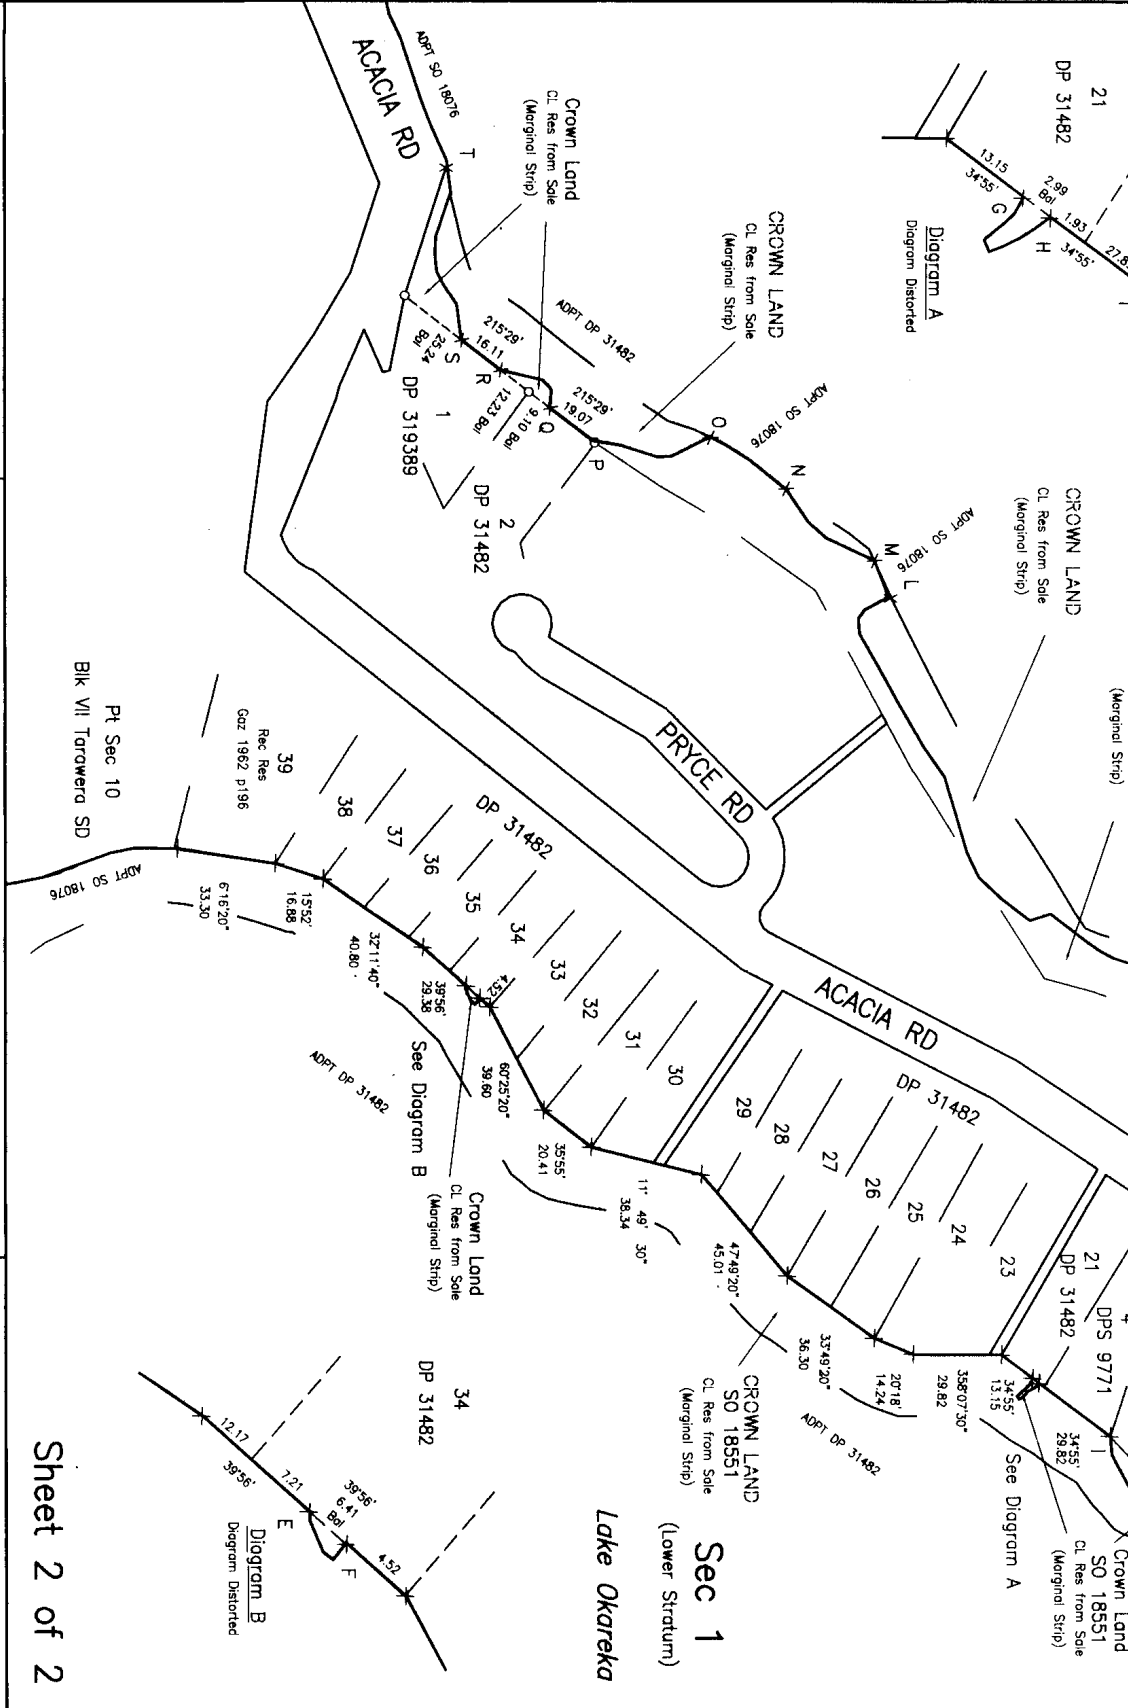 21
DP 31482
13.15
34°55'
G
2.99
Bal
H
1.93
34°55'
Diagram A
Diagram Distorted
ACACIA RD
ADPT SO 18076
T
Crown Land
CL Res from Sale
(Marginal Strip)
CROWN LAND
CL Res from Sale
(Marginal Strip)
ADPT DP 31482
ADPT SO 18076
CROWN LAND
CL Res from Sale
(Marginal Strip)
(Marginal Strip)
25.24
Bal
S
215°29'
16.11
R
12.23 Bal
9.10 Bal
Q
215°29'
19.07
P
O
N
ADPT SO 18076
M
L
1
DP 319389
2
DP 31482
PRYCE RD
ACACIA RD
Pt Sec 10
Blk VII Tarawera SD
39
Rec Res
Gaz 1962 p196
38
37
36
35
34
33
32
31
30
DP 31482
29
28
27
26
25
24
23
DP 31482
21
DP 31482
4
DPS 9771
I
ADPT SO 18076
6°16'20"
33.30
15°52'
16.88
32°11'40"
40.80
39°56'
29.38
4.52
60°25'20"
39.60
35°55'
20.41
11° 49' 30"
38.34
47°49'20"
45.01
33°49'20"
36.30
20°18'
14.24
358°07'30"
29.82
34°55'
13.15
34°55'
29.82
ADPT DP 31482
See Diagram B
Crown Land
CL Res from Sale
(Marginal Strip)
CROWN LAND
SO 18551
CL Res from Sale
(Marginal Strip)
ADPT DP 31482
See Diagram A
Crown Land
SO 18551
CL Res from Sale
(Marginal Strip)
34
DP 31482
12.17
39°56'
7.21
E
39°56'
6.41
Bal
F
4.52
Diagram B
Diagram Distorted
Sec 1
(Lower Stratum)
Lake Okareka
Sheet 2 of 2